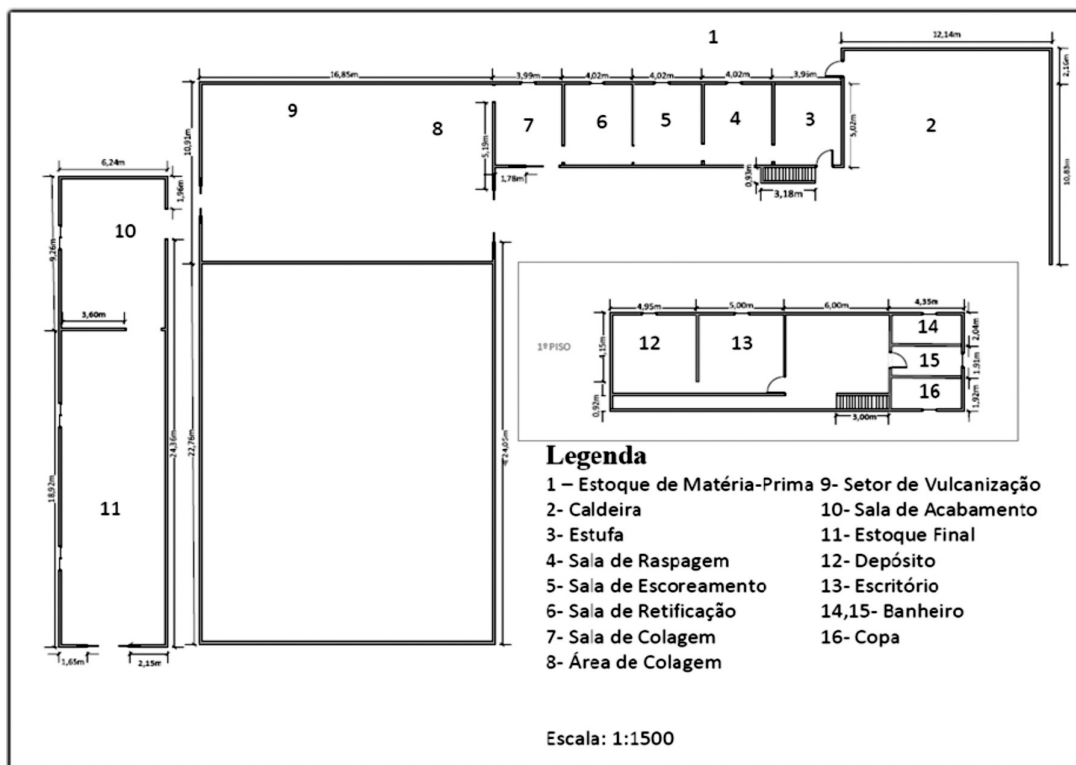 1
12,14m
2,16m
16,85m
3,99m
4,02m
4,02m
4,02m
3,96m
9
8
7
6
5
4
3
2
10,91m
5,19m
5,02m
10,83m
6,24m
1,96m
1,78m
0,93m
3,18m
10
9,26m
3,60m
4,95m
5,00m
6,00m
4,35m
1º PISO
12
13
14
15
16
4,15m
0,92m
2,04m
1,91m
1,92m
3,00m
24,36m
22,76m
24,05m
18,92m
11
1,65m
2,15m
Legenda
1 – Estoque de Matéria-Prima 9- Setor de Vulcanização
2- Caldeira 10- Sala de Acabamento
3- Estufa 11- Estoque Final
4- Sala de Raspagem 12- Depósito
5- Sala de Escoreamento 13- Escritório
6- Sala de Retificação 14,15- Banheiro
7- Sala de Colagem 16- Copa
8- Área de Colagem
Escala: 1:1500